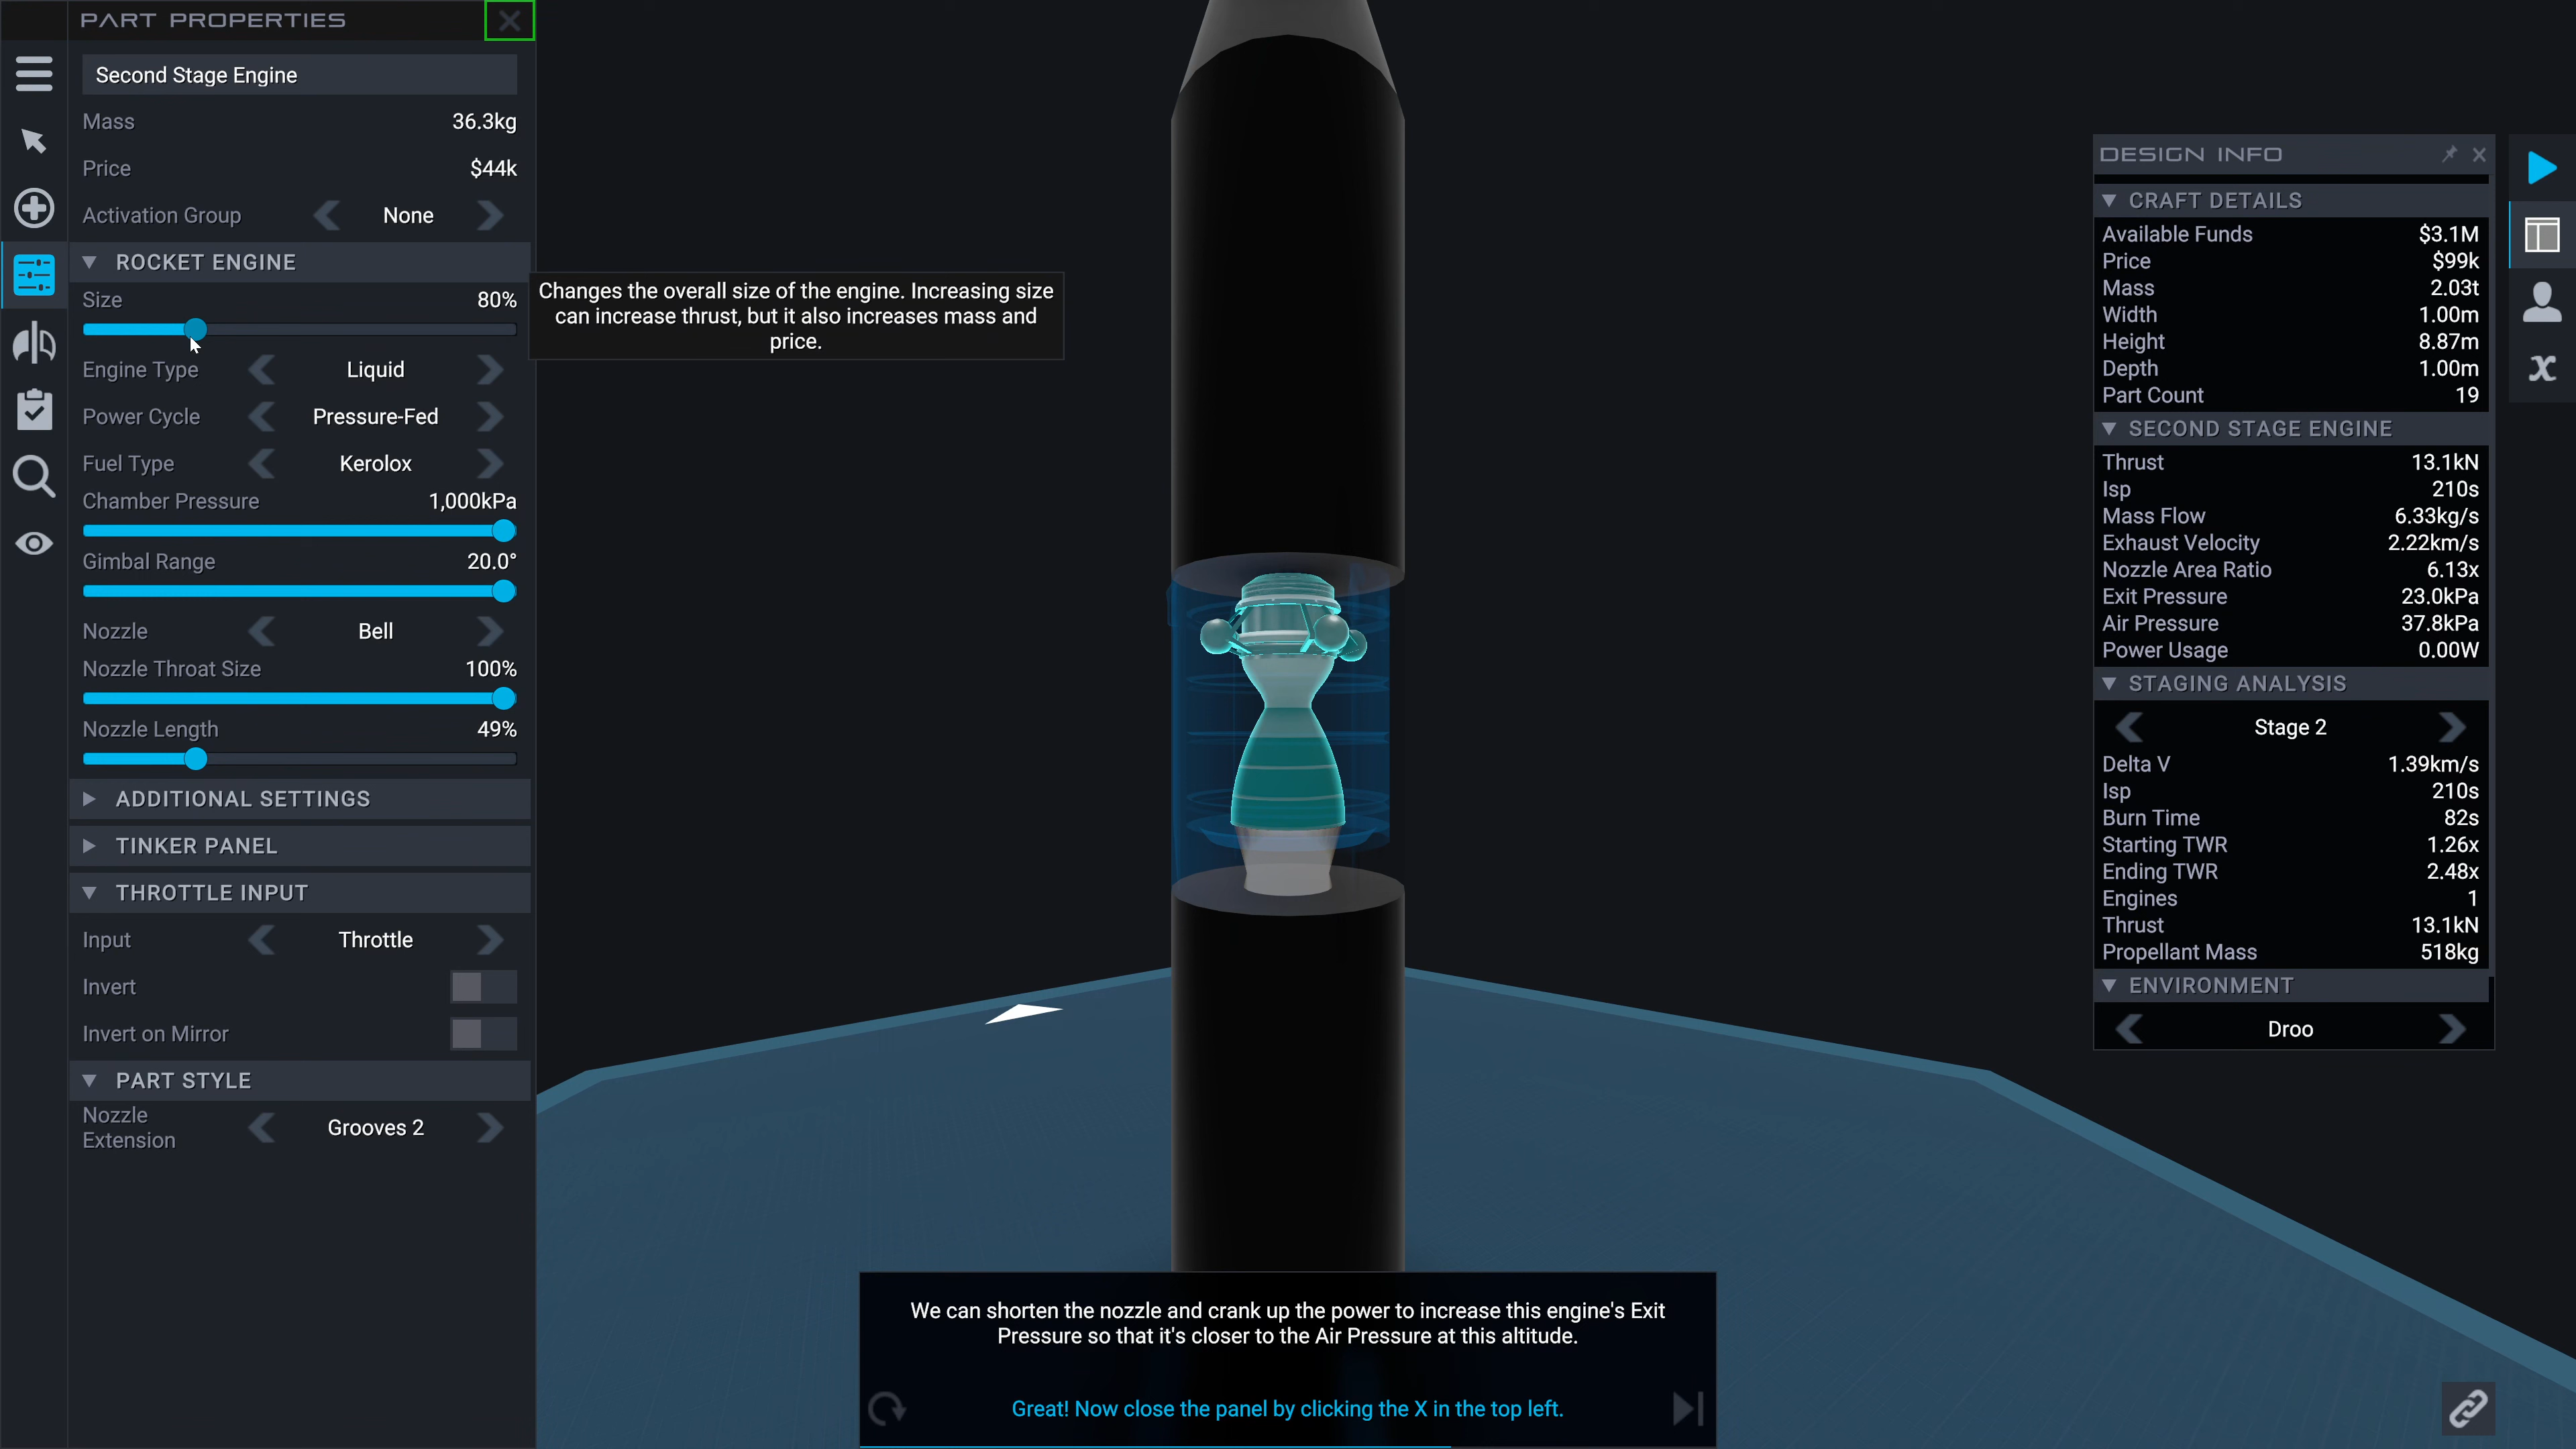 PART PROPERTIES
Second Stage Engine
Mass 36.3kg
Price $44k
Activation Group None
ROCKET ENGINE
Size 80%
Engine Type Liquid
Power Cycle Pressure-Fed
Fuel Type Kerolox
Chamber Pressure 1,000kPa
Gimbal Range 20.0°
Nozzle Bell
Nozzle Throat Size 100%
Nozzle Length 49%
ADDITIONAL SETTINGS
TINKER PANEL
THROTTLE INPUT
Input Throttle
Invert
Invert on Mirror
PART STYLE
Nozzle
Extension
Grooves 2
Changes the overall size of the engine. Increasing size
can increase thrust, but it also increases mass and
price.
We can shorten the nozzle and crank up the power to increase this engine's Exit
Pressure so that it's closer to the Air Pressure at this altitude.
Great! Now close the panel by clicking the X in the top left.
DESIGN INFO
CRAFT DETAILS
Available Funds $3.1M
Price $99k
Mass 2.03t
Width 1.00m
Height 8.87m
Depth 1.00m
Part Count 19
SECOND STAGE ENGINE
Thrust 13.1kN
Isp 210s
Mass Flow 6.33kg/s
Exhaust Velocity 2.22km/s
Nozzle Area Ratio 6.13x
Exit Pressure 23.0kPa
Air Pressure 37.8kPa
Power Usage 0.00W
STAGING ANALYSIS
Stage 2
Delta V 1.39km/s
Isp 210s
Burn Time 82s
Starting TWR 1.26x
Ending TWR 2.48x
Engines 1
Thrust 13.1kN
Propellant Mass 518kg
ENVIRONMENT
Droo
x